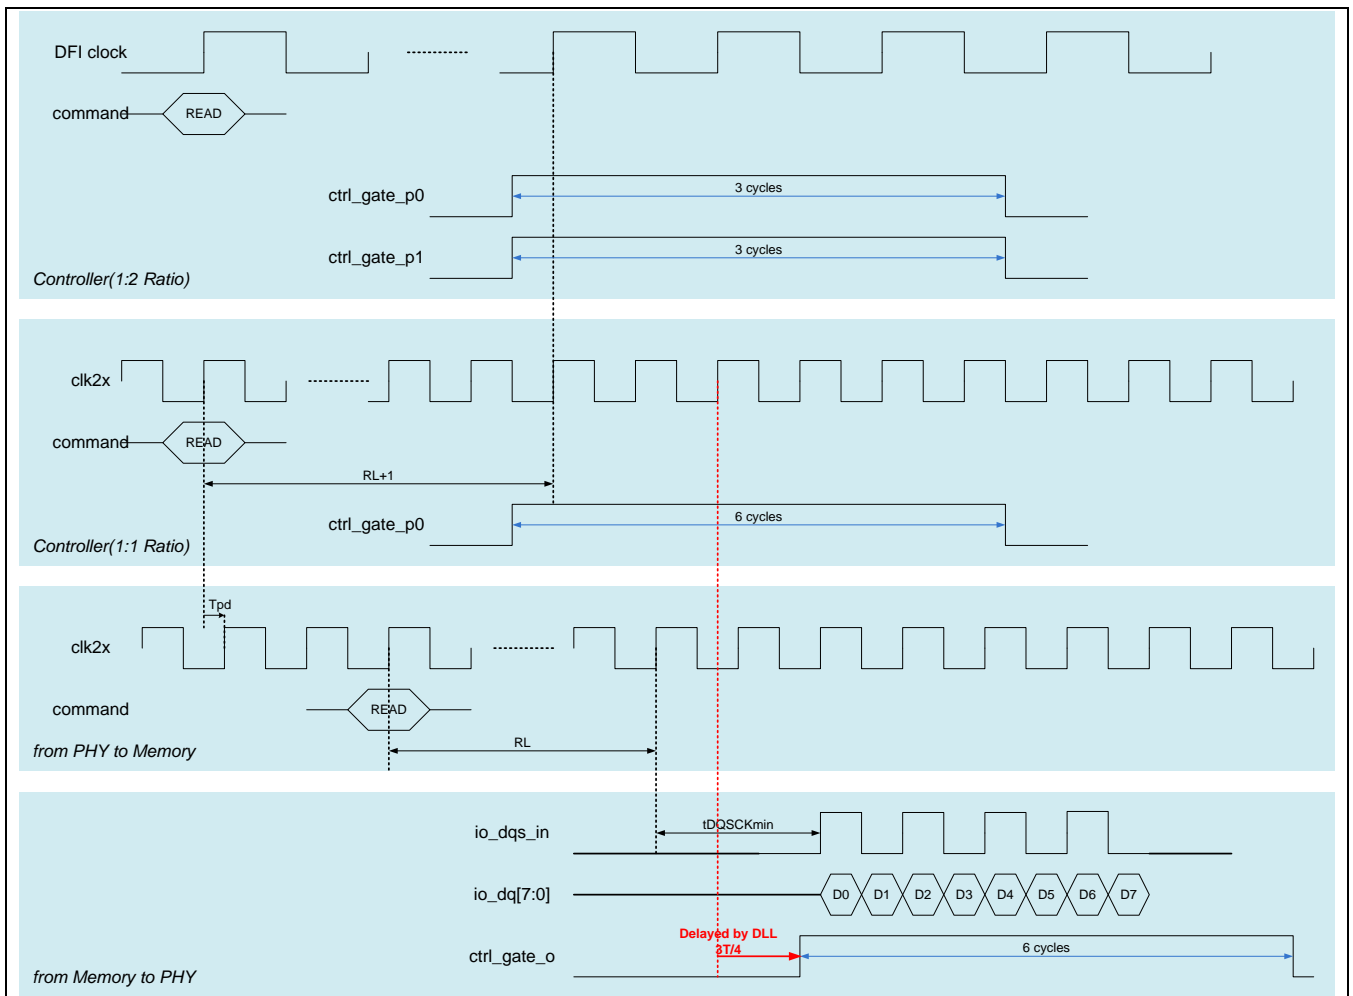 DFI clock
command
READ
ctrl_gate_p0
3 cycles
ctrl_gate_p1
3 cycles
Controller(1:2 Ratio)
clk2x
command
READ
RL+1
ctrl_gate_p0
6 cycles
Controller(1:1 Ratio)
Tpd
clk2x
command
READ
RL
from PHY to Memory
io_dqs_in
tDQSCKmin
io_dq[7:0]
D0 D1 D2 D3 D4 D5 D6 D7
Delayed by DLL
3T/4
ctrl_gate_o
6 cycles
from Memory to PHY